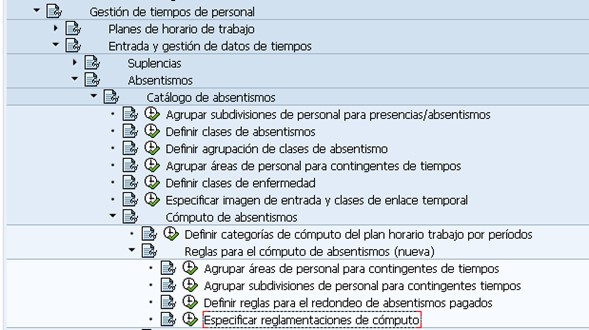 Gestión de tiempos de personal
Planes de horario de trabajo
Entrada y gestión de datos de tiempos
Suplencias
Absentismos
Catálogo de absentismos
Agrupar subdivisiones de personal para presencias/absentismos
Definir clases de absentismos
Definir agrupación de clases de absentismo
Agrupar áreas de personal para contingentes de tiempos
Definir clases de enfermedad
Especificar imagen de entrada y clases de enlace temporal
Cómputo de absentismos
Definir categorías de cómputo del plan horario trabajo por períodos
Reglas para el cómputo de absentismos (nueva)
Agrupar áreas de personal para contingentes de tiempos
Agrupar subdivisiones de personal para contingentes tiempos
Definir reglas para el redondeo de absentismos pagados
Especificar reglamentaciones de cómputo